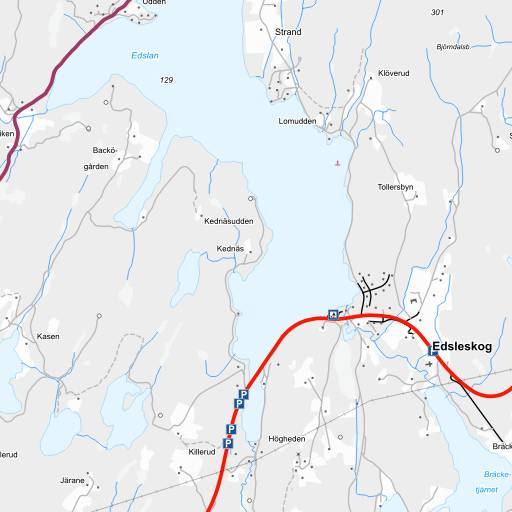 Udden
301
Strand
Björndalsb.
Edslan
129
Klöverud
Lomudden
Backö-
gården
Tollersbyn
Kednäsudden
Kednäs
Kasen
Edsleskog
P
P
P
P
P
Högheden
Killerud
Järane
Bräcke-
tjärnet